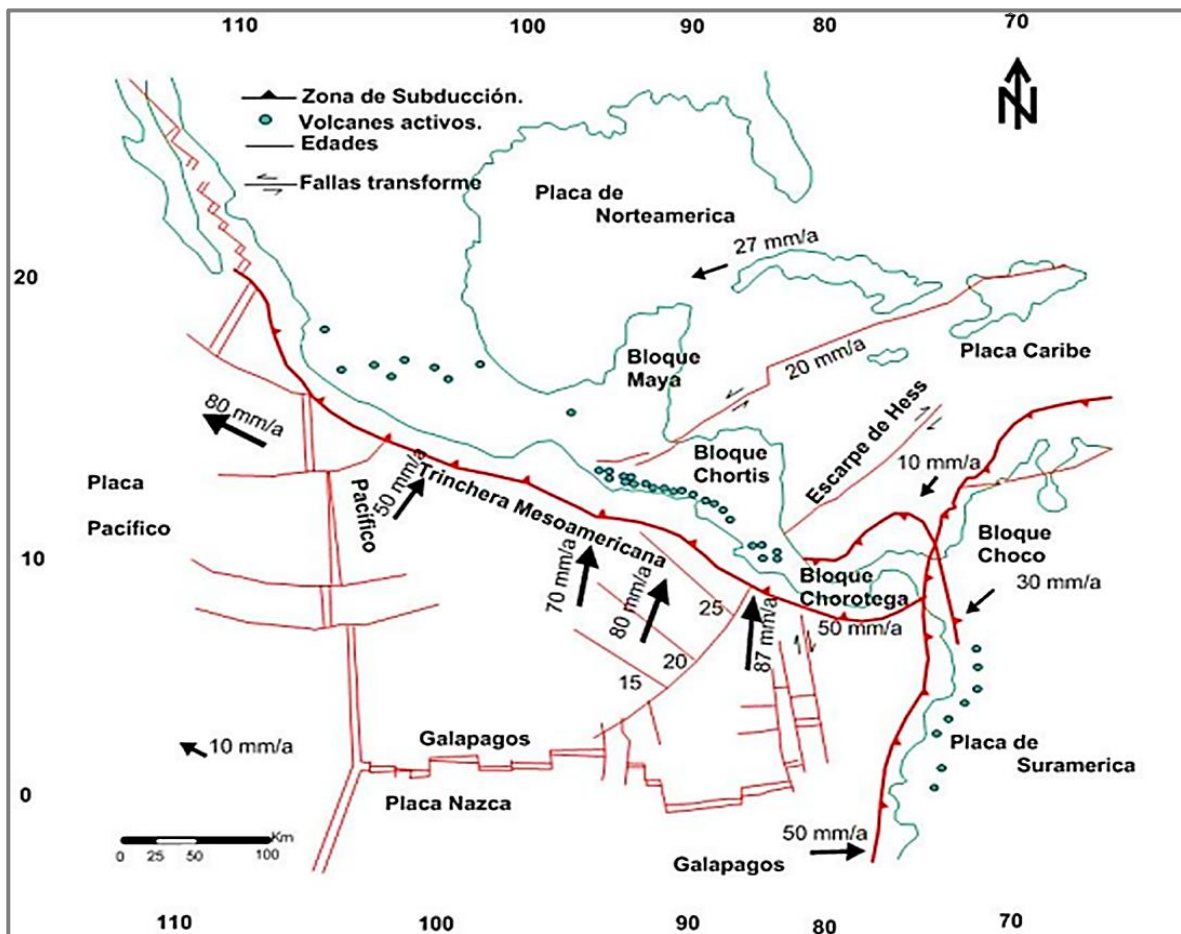 110
100
90
80
70
Zona de Subducción.
Volcanes activos.
Edades
Fallas transforme
N
Placa de
Norteamerica
27 mm/a
20
20 mm/a
Placa Caribe
Bloque
Maya
80 mm/a
Escarpe de Hess
Bloque
Chortis
10 mm/a
Placa
Pacífico
Pacífico
50 mm/a
Trinchera Mesoamericana
10
Bloque
Choco
70 mm/a
80 mm/a
25
87 mm/a
Bloque
Chorotega
30 mm/a
50 mm/a
20
15
10 mm/a
Galapagos
Placa de
Suramerica
0
Placa Nazca
Km
0 25 50 100
50 mm/a
Galapagos
110
100
90
80
70